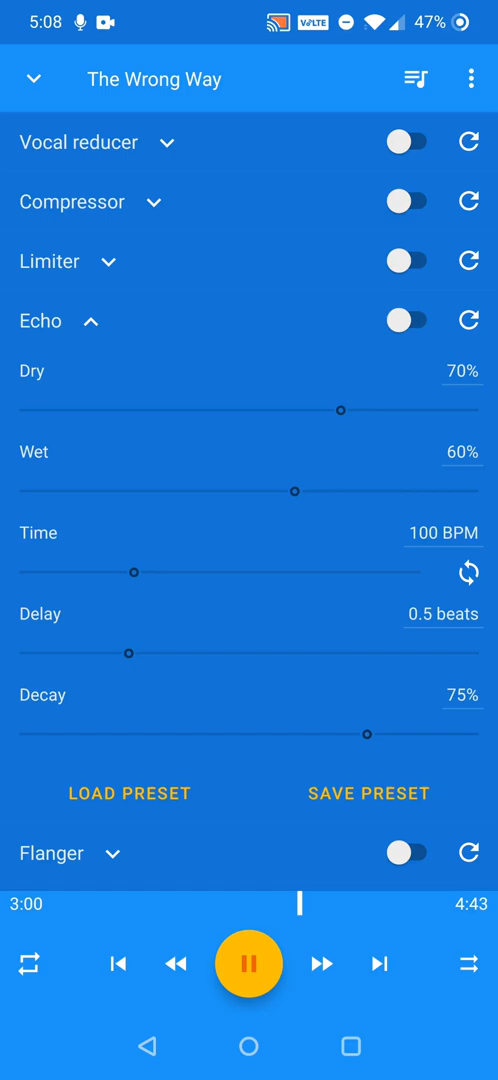 5:08 VoLTE 47%
The Wrong Way
Vocal reducer
Compressor
Limiter
Echo
Dry 70%
Wet 60%
Time 100 BPM
Delay 0.5 beats
Decay 75%
LOAD PRESET SAVE PRESET
Flanger
3:00 4:43